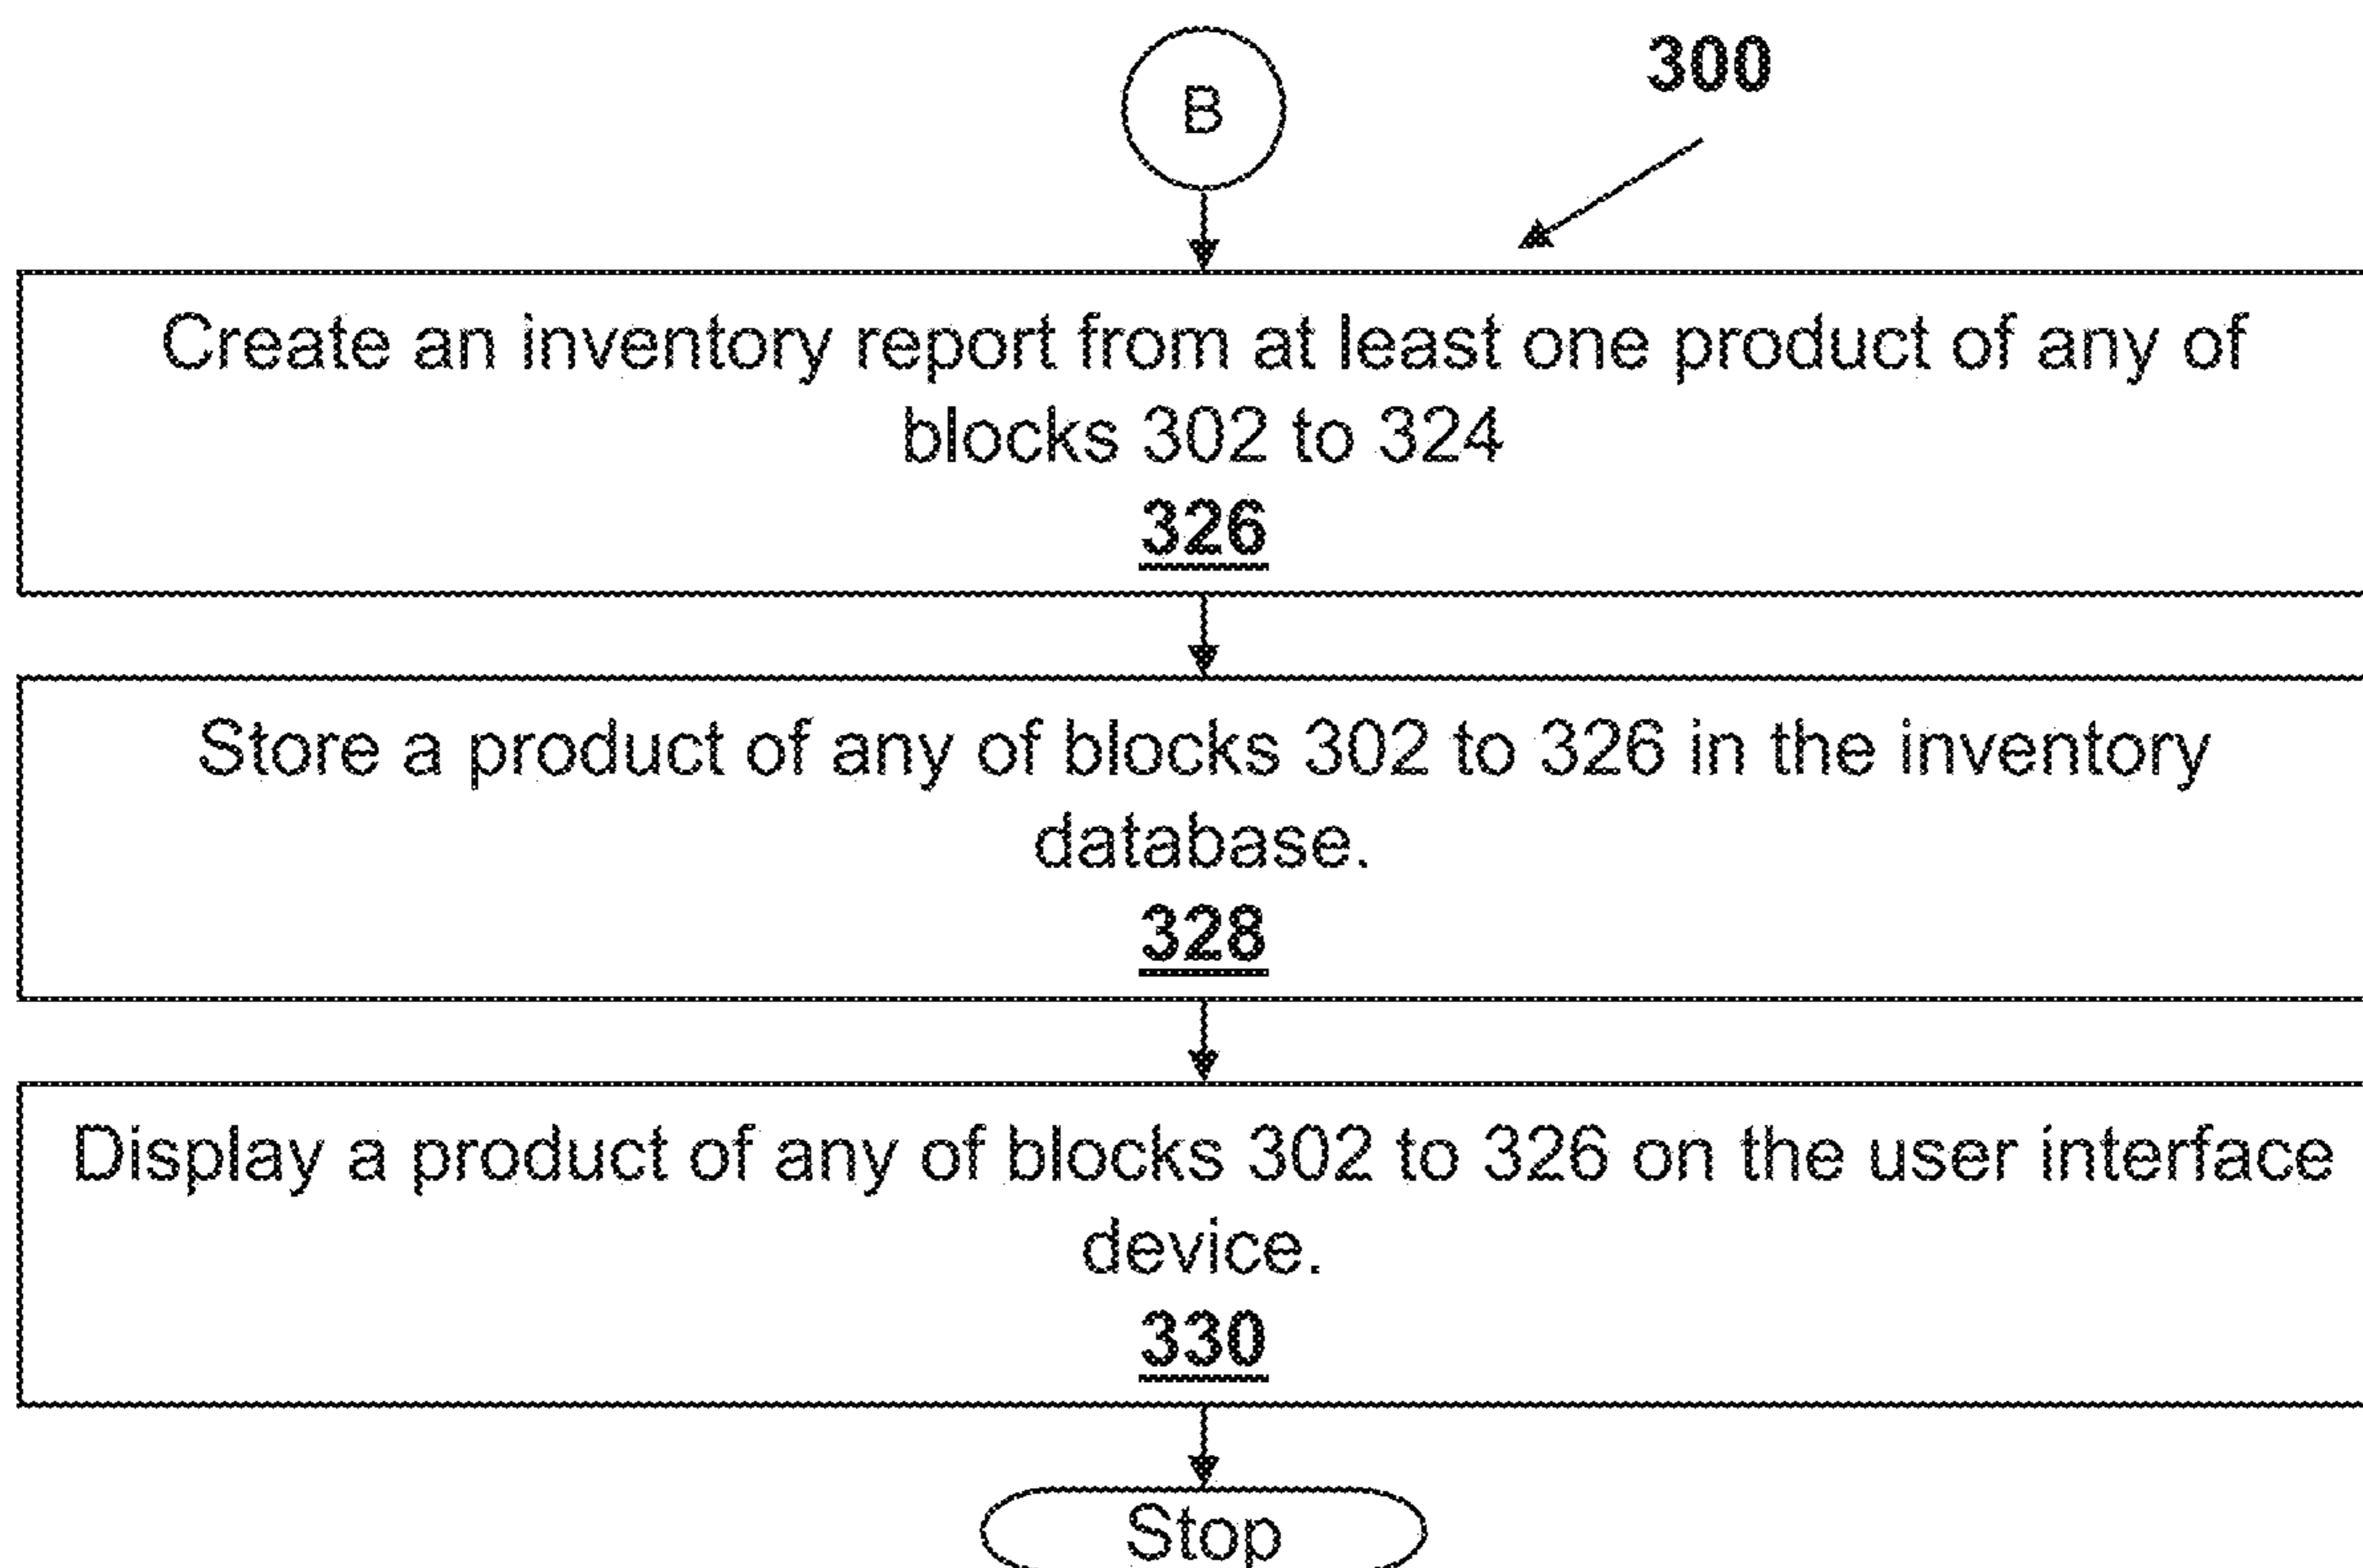 B
300
Create an inventory report from at least one product of any of
blocks 302 to 324
326
Store a product of any of blocks 302 to 326 in the inventory
database.
328
Display a product of any of blocks 302 to 326 on the user interface
device.
330
Stop